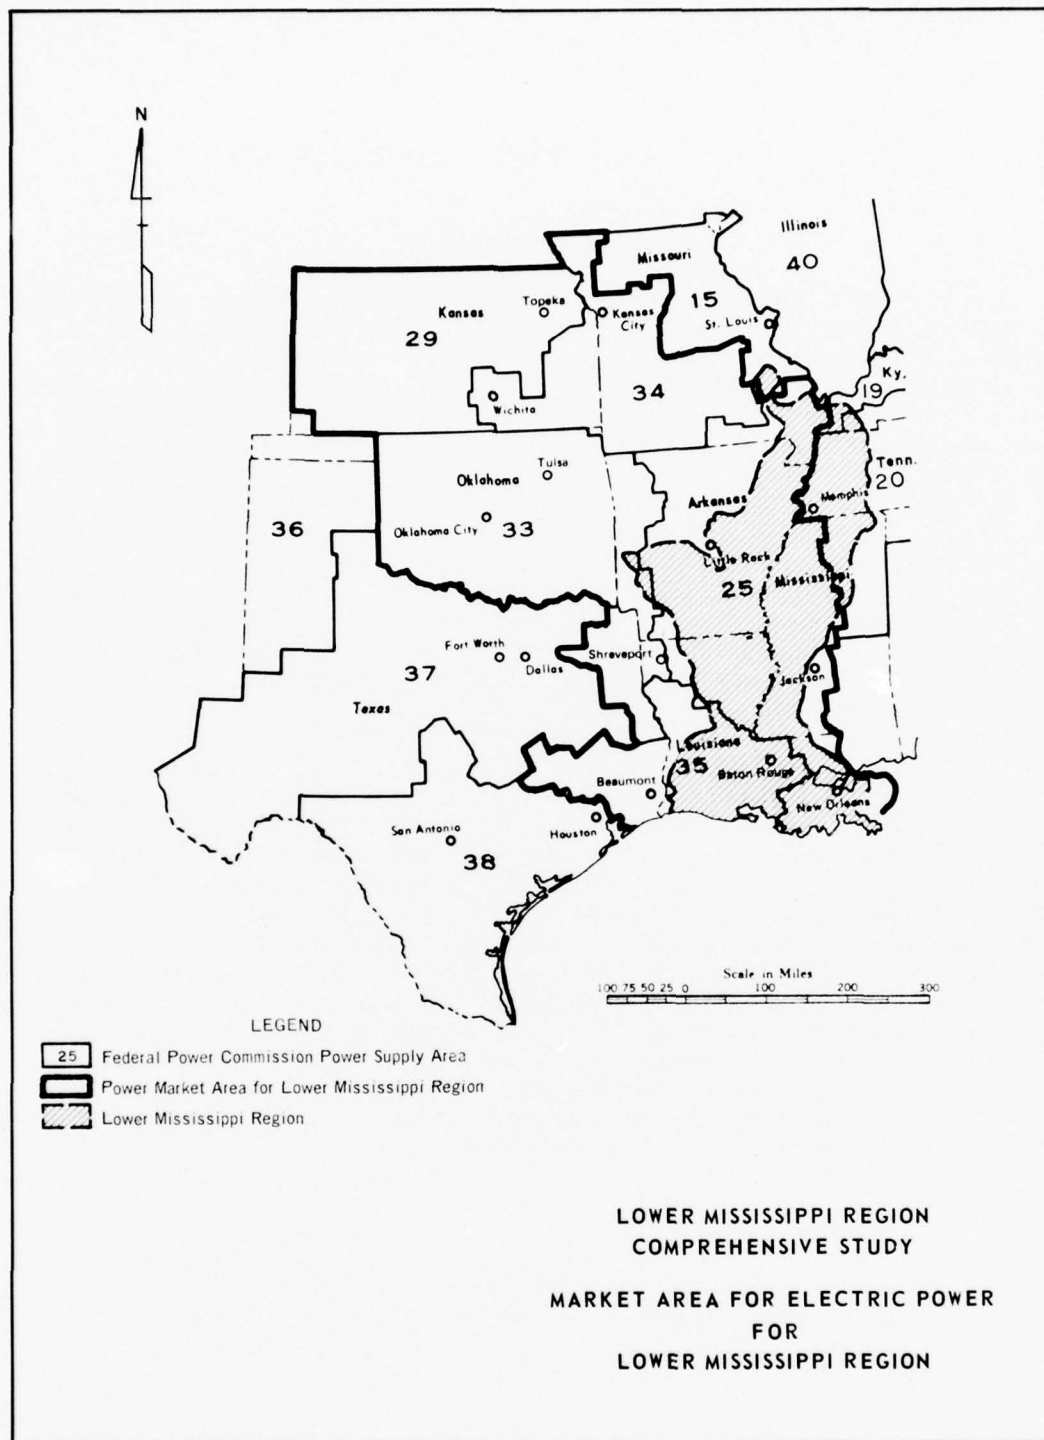 N
Illinois
40
Missouri
15
Kansas
Topeka
Kansas
City
St. Louis
29
Ky.
19
34
Wichita
Tenn.
20
Tulsa
Oklahoma
Arkansas
Memphis
36
Oklahoma City
33
Little Rock
Mississippi
25
Fort Worth
Dallas
Shreveport
37
Jackson
Texas
Louisiana
35
Baton Rouge
Beaumont
New Orleans
Houston
San Antonio
38
Scale in Miles
100 75 50 25 0 100 200 300
LEGEND
25 Federal Power Commission Power Supply Area
Power Market Area for Lower Mississippi Region
Lower Mississippi Region
LOWER MISSISSIPPI REGION
COMPREHENSIVE STUDY
MARKET AREA FOR ELECTRIC POWER
FOR
LOWER MISSISSIPPI REGION